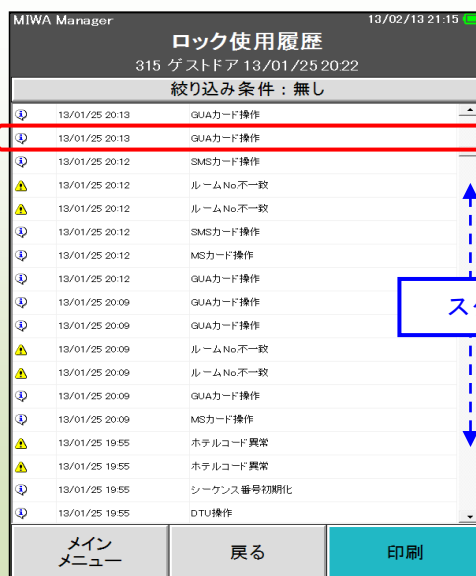 MIWA Manager 13/02/13 21:15
ロック使用履歴
315 ゲストドア 13/01/25 20:22
絞り込み条件：無し
13/01/25 20:13 GUAカード操作
13/01/25 20:13 GUAカード操作
13/01/25 20:12 SMSカード操作
13/01/25 20:12 ルームNo.不一致
13/01/25 20:12 ルームNo.不一致
13/01/25 20:12 SMSカード操作
13/01/25 20:12 MSカード操作
13/01/25 20:12 GUAカード操作
13/01/25 20:09 GUAカード操作
13/01/25 20:09 GUAカード操作
13/01/25 20:09 ルームNo.不一致
13/01/25 20:09 ルームNo.不一致
13/01/25 20:09 GUAカード操作
13/01/25 20:09 MSカード操作
13/01/25 19:55 ホテルコード異常
13/01/25 19:55 ホテルコード異常
13/01/25 19:55 シーケンス番号初期化
13/01/25 19:55 DTU操作
メイン
メニュー
戻る
印刷